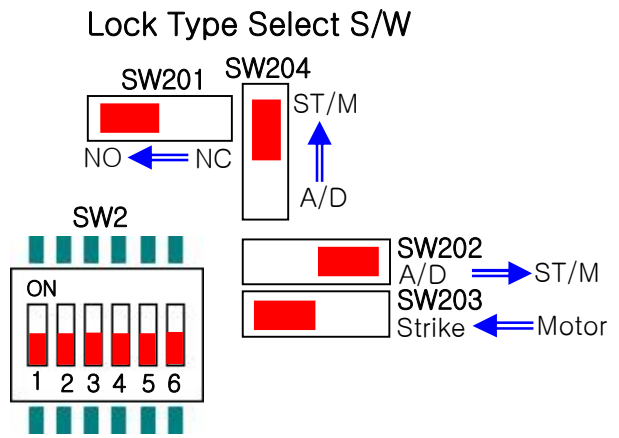 Lock Type Select S/W
SW201
SW204
ST/M
NO
NC
A/D
SW2
SW202
A/D
ST/M
SW203
Strike
Motor
ON
1 2 3 4 5 6